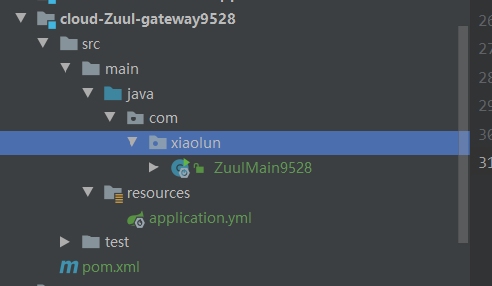 cloud-Zuul-gateway9528
src
main
java
com
xiaolun
ZuulMain9528
resources
application.yml
test
pom.xml
26
27
28
29
30
31